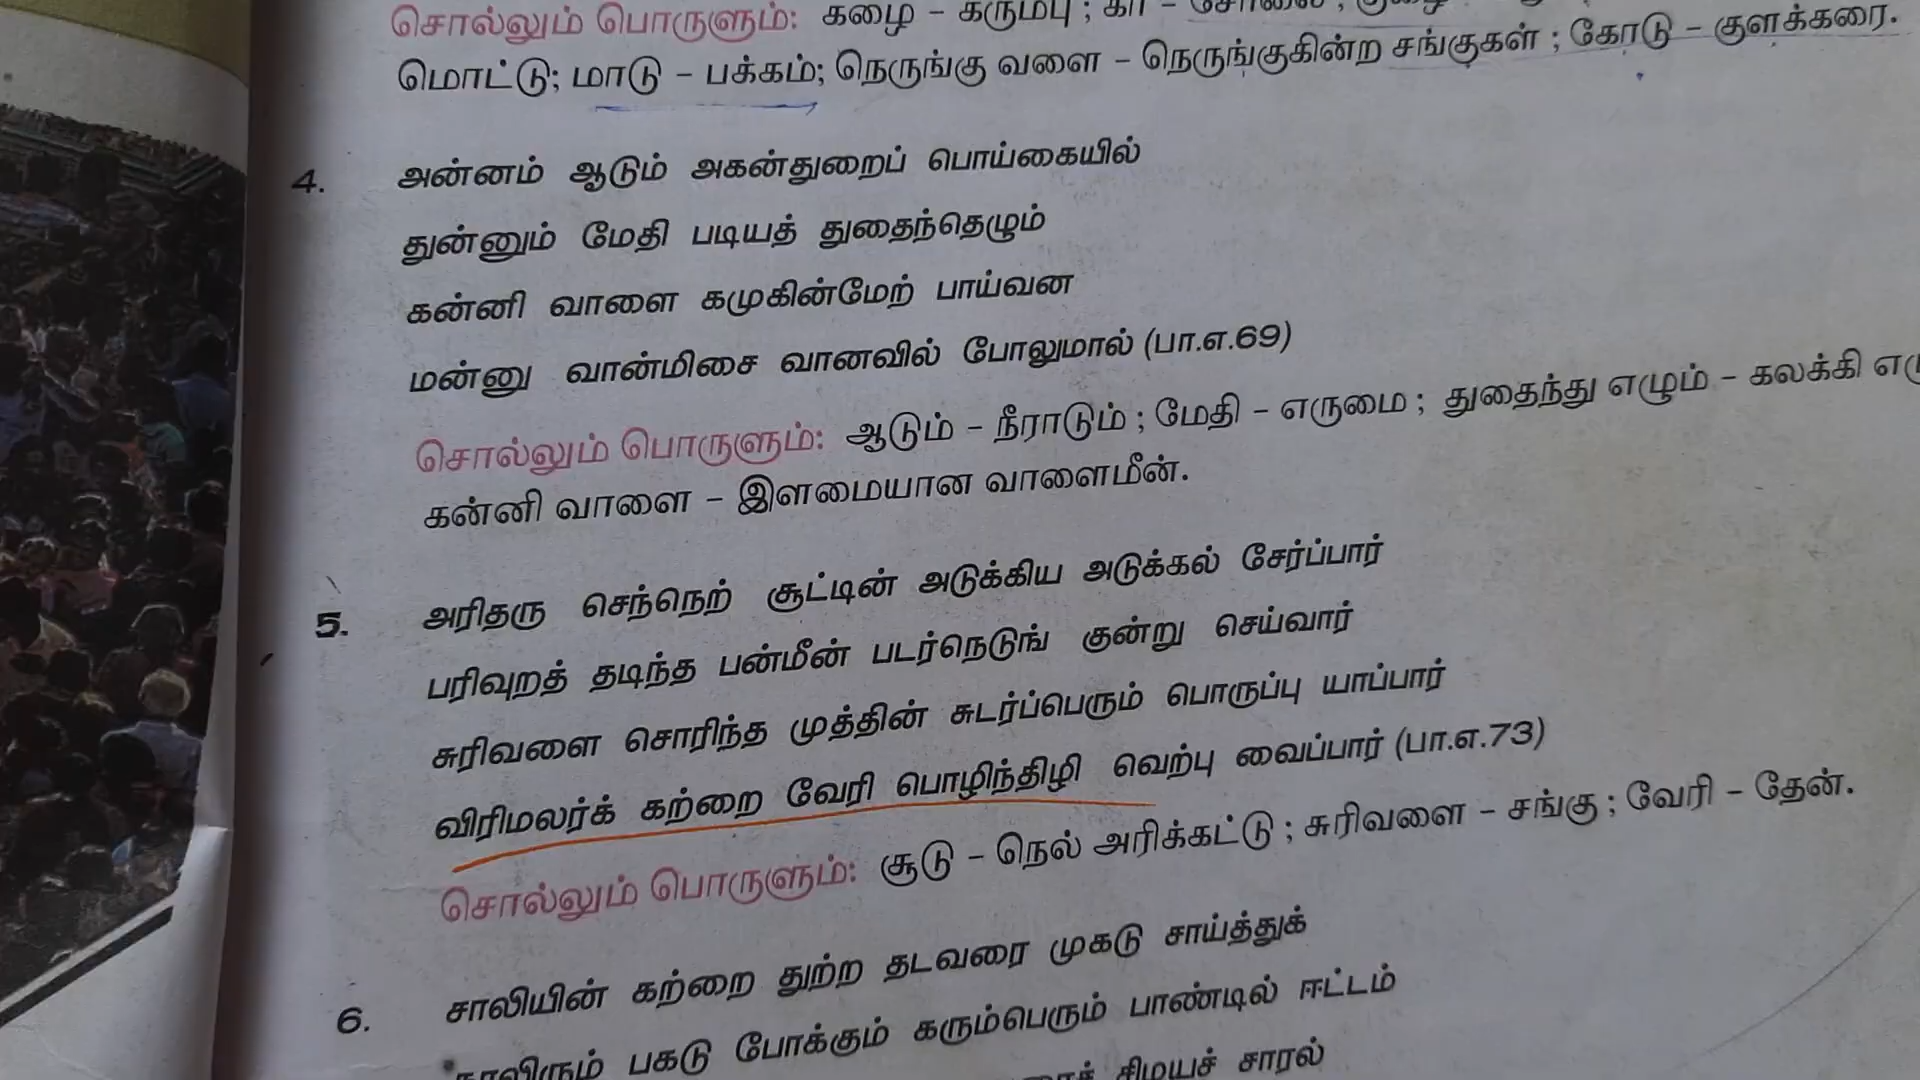 சொல்லும் பொருளும்: கழை – கரும்பு ; கா – சோலை ;
மொட்டு; மாடு – பக்கம்; நெருங்கு வளை – நெருங்குகின்ற சங்குகள் ; கோடு – குளக்கரை.
4. அன்னம் ஆடும் அகன்துறைப் பொய்கையில்
துன்னும் மேதி படியத் துதைந்தெழும்
கன்னி வாளை கமுகின்மேற் பாய்வன
மன்னு வான்மிசை வானவில் போலுமால் (பா.எ.69)
சொல்லும் பொருளும்: ஆடும் – நீராடும் ; மேதி – எருமை ; துதைந்து எழும் – கலக்கி
கன்னி வாளை – இளமையான வாளைமீன்.
5. அரிதரு செந்நெற் சூட்டின் அடுக்கிய அடுக்கல் சேர்ப்பார்
பரிவுறத் தடிந்த பன்மீன் படர்நெடுங் குன்று செய்வார்
சுரிவளை சொரிந்த முத்தின் சுடர்ப்பெரும் பொருப்பு யாப்பார்
விரிமலர்க் கற்றை வேரி பொழிந்திழி வெற்பு வைப்பார் (பா.எ.73)
சொல்லும் பொருளும்: சூடு – நெல் அரிக்கட்டு ; சுரிவளை – சங்கு ; வேரி – தேன்.
6. சாலியின் கற்றை துற்ற தடவரை முகடு சாய்த்துக்
பகடு போக்கும் கரும்பெரும் பாண்டில் ஈட்டம்
சிமயச் சாரல்